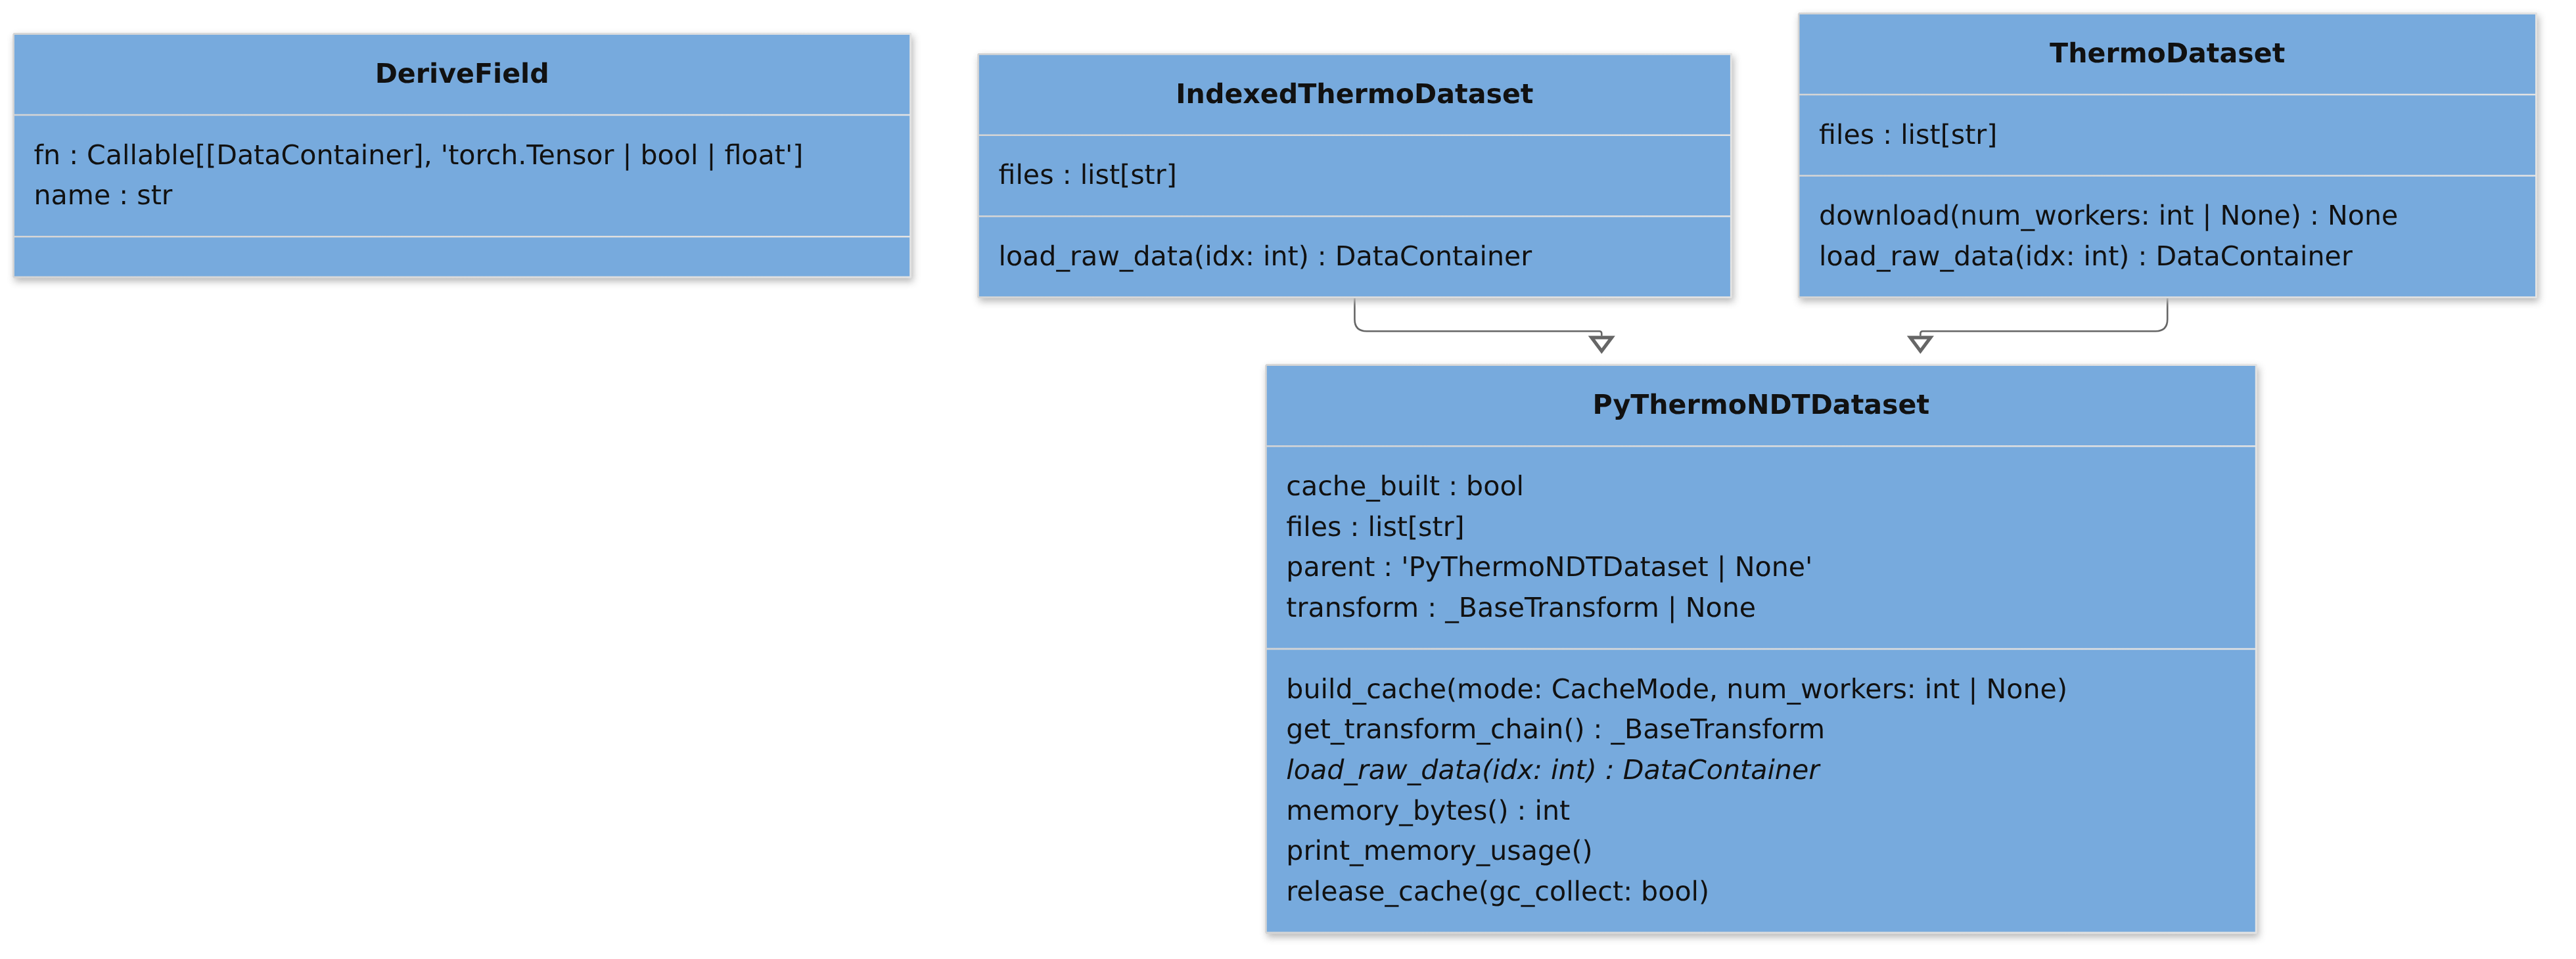 DeriveField
fn : Callable[[DataContainer], 'torch.Tensor | bool | float']
name : str
IndexedThermoDataset
files : list[str]
load_raw_data(idx: int) : DataContainer
ThermoDataset
files : list[str]
download(num_workers: int | None) : None
load_raw_data(idx: int) : DataContainer
PyThermoNDTDataset
cache_built : bool
files : list[str]
parent : 'PyThermoNDTDataset | None'
transform : _BaseTransform | None
build_cache(mode: CacheMode, num_workers: int | None)
get_transform_chain() : _BaseTransform
load_raw_data(idx: int) : DataContainer
memory_bytes() : int
print_memory_usage()
release_cache(gc_collect: bool)